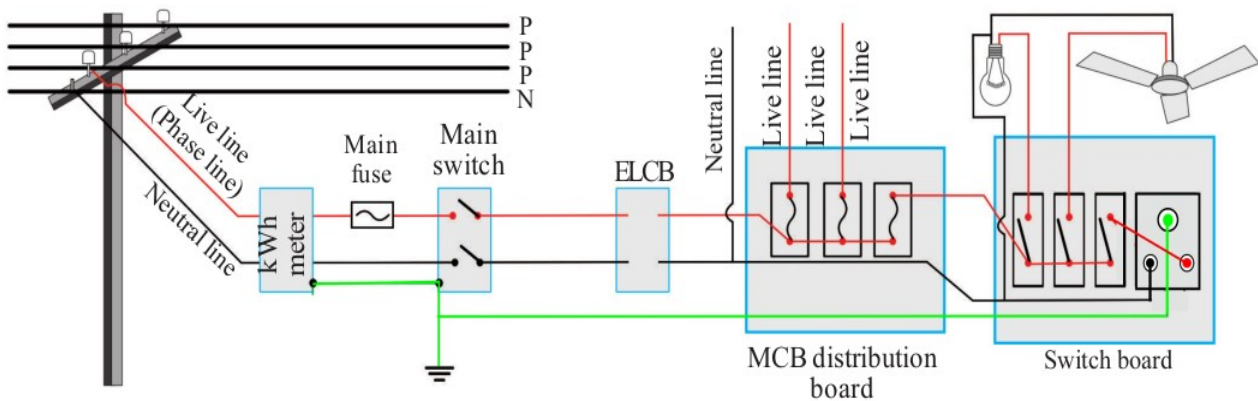 P
P
P
N
Live line
(Phase line)
Neutral line
kWh
meter
Main
fuse
Main
switch
ELCB
Neutral line
Live line
Live line
Live line
MCB distribution
board
Switch board